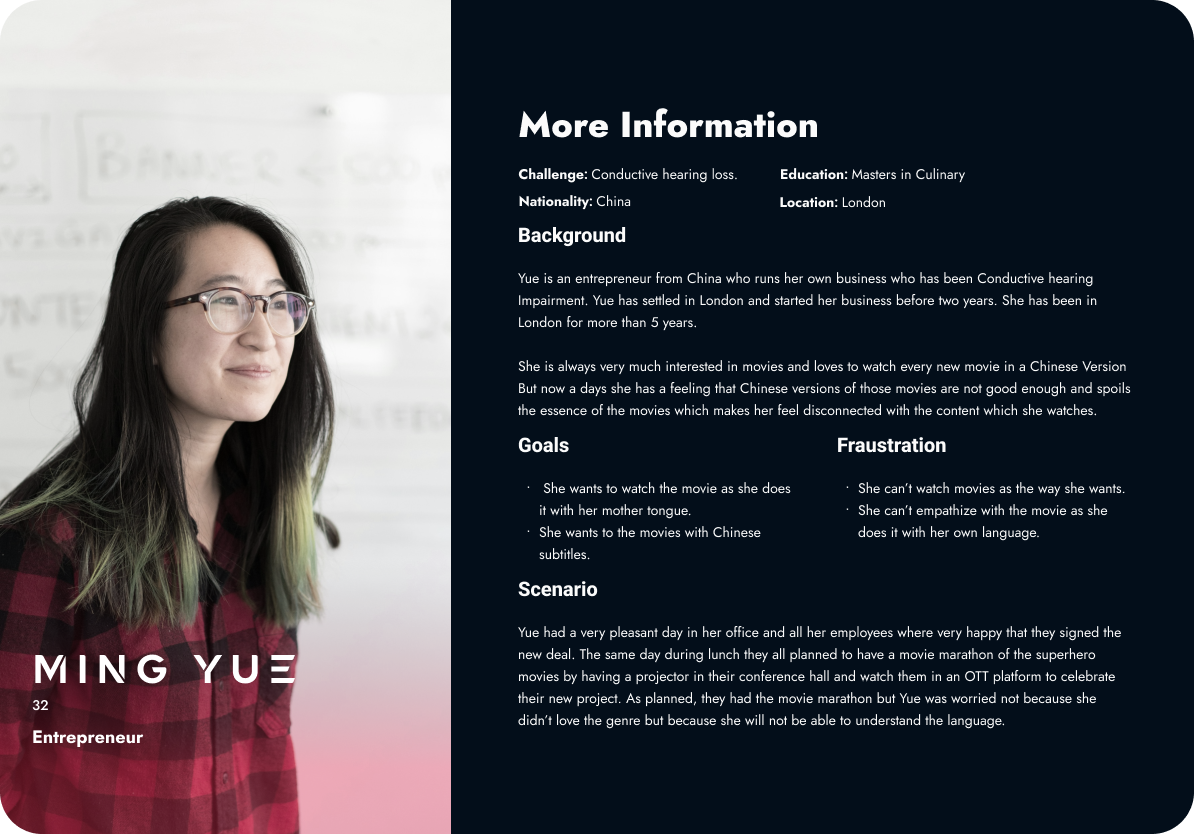 BANNER
500
More Information
Challenge: Conductive hearing loss.
Education: Masters in Culinary
Nationality: China
Location: London
Background
Yue is an entrepreneur from China who runs her own business who has been Conductive hearing
Impairment. Yue has settled in London and started her business before two years. She has been in
London for more than 5 years.
She is always very much interested in movies and loves to watch every new movie in a Chinese Version
But now a days she has a feeling that Chinese versions of those movies are not good enough and spoils
the essence of the movies which makes her feel disconnected with the content which she watches.
Goals
· She wants to watch the movie as she does
it with her mother tongue.
· She wants to the movies with Chinese
subtitles.
Fraustration
· She can’t watch movies as the way she wants.
· She can’t empathize with the movie as she
does it with her own language.
Scenario
Yue had a very pleasant day in her office and all her employees where very happy that they signed the
new deal. The same day during lunch they all planned to have a movie marathon of the superhero
movies by having a projector in their conference hall and watch them in an OTT platform to celebrate
their new project. As planned, they had the movie marathon but Yue was worried not because she
didn’t love the genre but because she will not be able to understand the language.
MING YUE
32
Entrepreneur